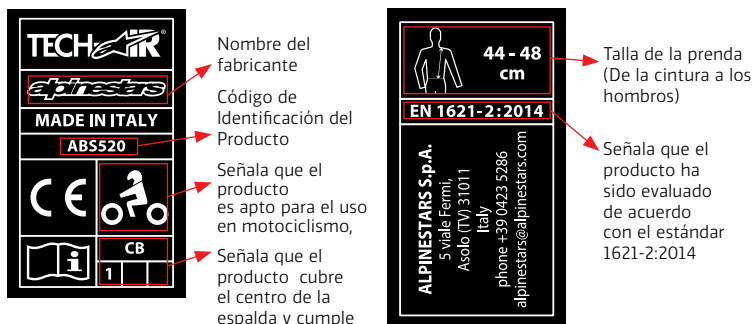 TECH-AIR
alpinestars
MADE IN ITALY
ABS520
CE
i
CB
1
Nombre del
fabricante
Código de
Identificación del
Producto
Señala que el
producto
es apto para el uso
en motociclismo,
Señala que el
producto cubre
el centro de la
espalda y cumple
44 - 48
cm
EN 1621-2:2014
ALPINESTARS S.p.A.
5 viale Fermi,
Asolo (TV) 31011
Italy
phone +39 0423 5286
alpinestars@alpinestars.com
Talla de la prenda
(De la cintura a los
hombros)
Señala que el
producto ha
sido evaluado
de acuerdo
con el estándar
1621-2:2014